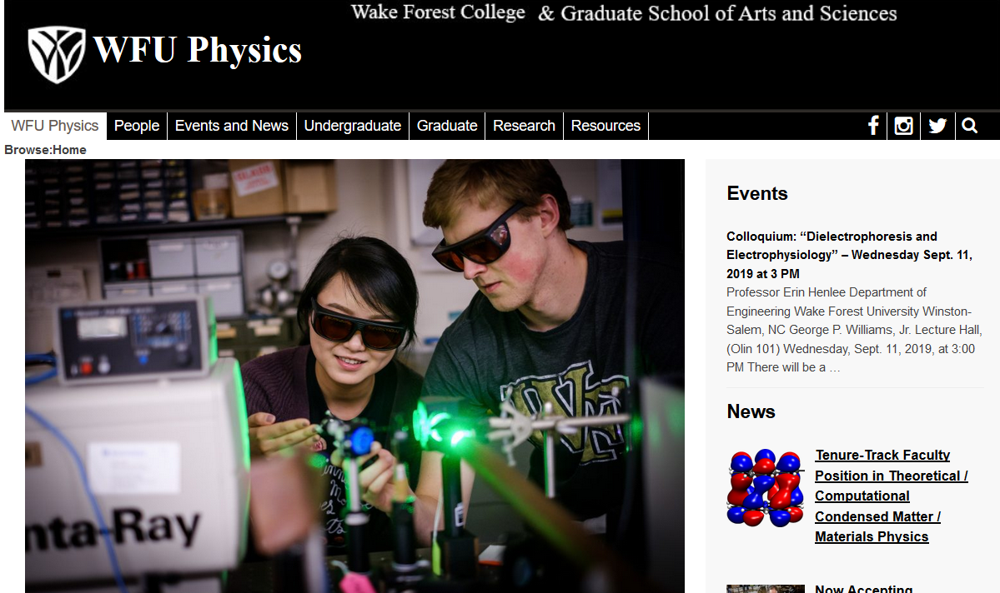 Wake Forest College & Graduate School of Arts and Sciences
WFU Physics
WFU Physics People Events and News Undergraduate Graduate Research Resources
Browse:Home
nta-Ray
Events
Colloquium: “Dielectrophoresis and
Electrophysiology” – Wednesday Sept. 11,
2019 at 3 PM
Professor Erin Henlee Department of
Engineering Wake Forest University Winston-
Salem, NC George P. Williams, Jr. Lecture Hall,
(Olin 101) Wednesday, Sept. 11, 2019, at 3:00
PM There will be a …
News
Tenure-Track Faculty
Position in Theoretical /
Computational
Condensed Matter /
Materials Physics
Now Accepting